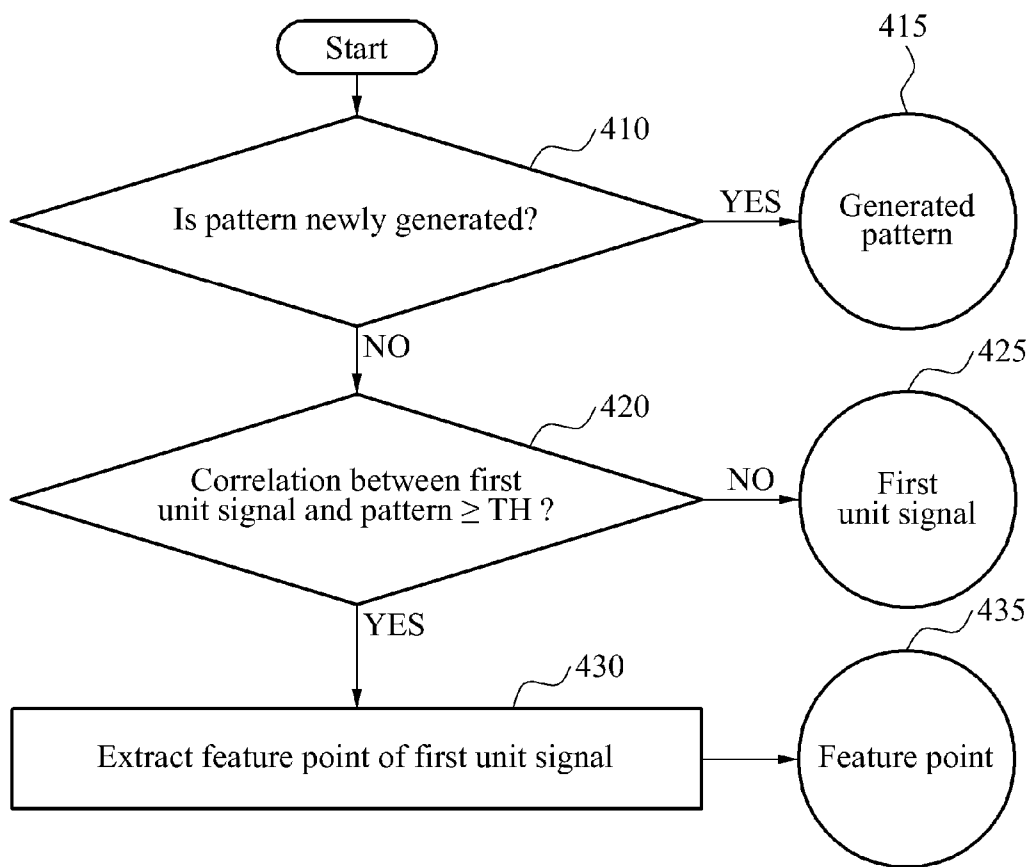 Start
415
410
Is pattern newly generated?
YES
Generated
pattern
NO
425
420
Correlation between first
unit signal and pattern ≥ TH ?
NO
First
unit signal
YES
435
430
Extract feature point of first unit signal
Feature point